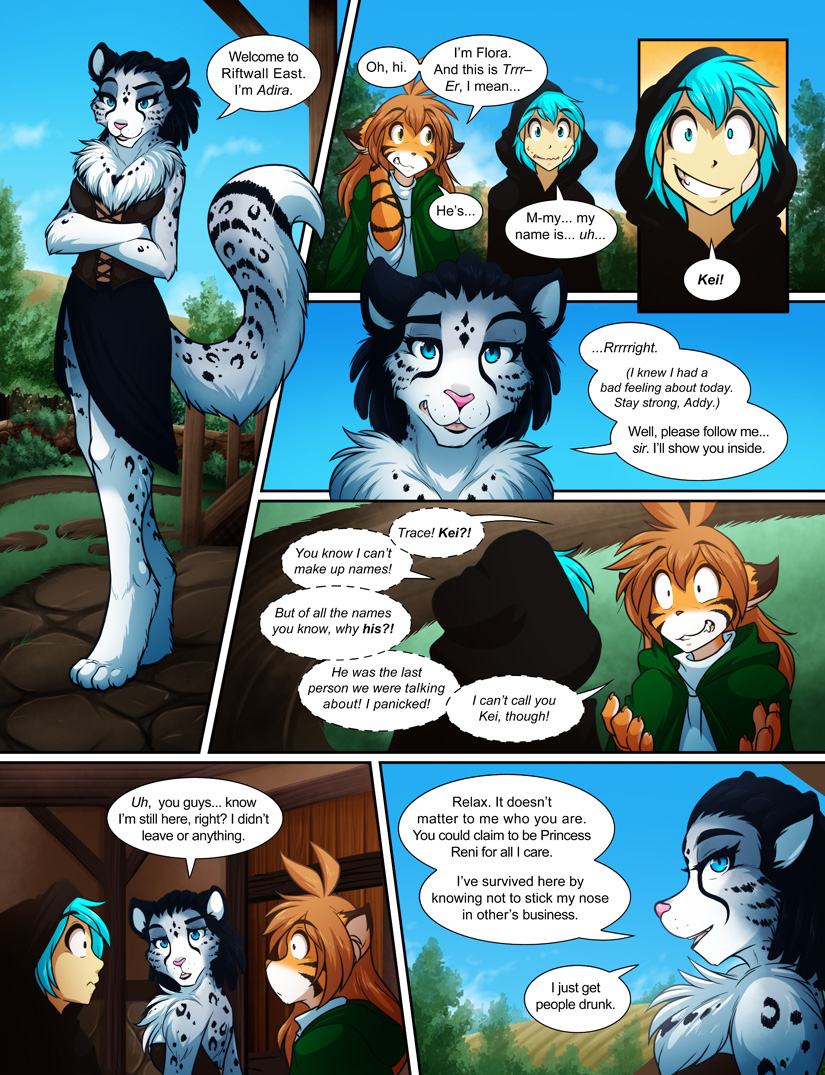 Welcome to
Riftwall East.
I'm Adira.
Oh, hi.
I'm Flora.
And this is Trrr–
Er, I mean...
He's...
M-my... my
name is... uh...
Kei!
...Rrrrright.
(I knew I had a
bad feeling about today.
Stay strong, Addy.)
Well, please follow me...
sir. I'll show you inside.
Trace! Kei?!
You know I can't
make up names!
But of all the names
you know, why his?!
He was the last
person we were talking
about! I panicked!
I can't call you
Kei, though!
Uh, you guys... know
I'm still here, right? I didn't
leave or anything.
Relax. It doesn't
matter to me who you are.
You could claim to be Princess
Reni for all I care.
I've survived here by
knowing not to stick my nose
in other's business.
I just get
people drunk.